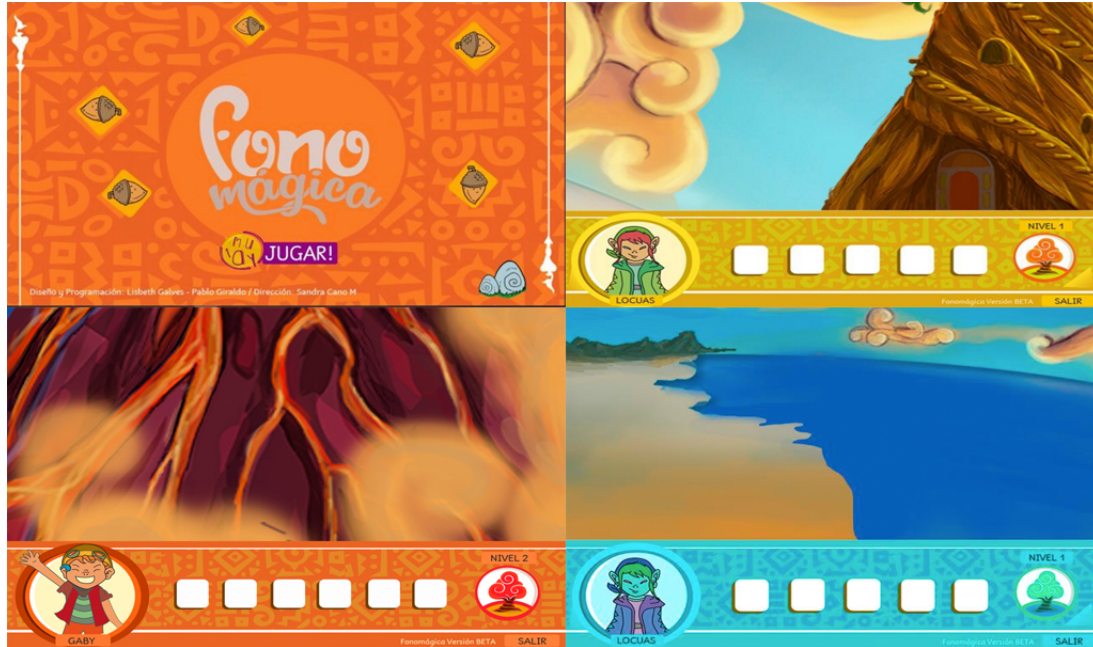 Fono
mágica
JUGAR!
Diseño y Programación: Lisbeth Galves - Pablo Giraldo / Dirección: Sandra Cano M
NIVEL 1
LOCUAS
Fonomágica Versión BETA
SALIR
NIVEL 2
GABY
Fonomágica Versión BETA
SALIR
NIVEL 1
LOCUAS
Fonomágica Versión BETA
SALIR